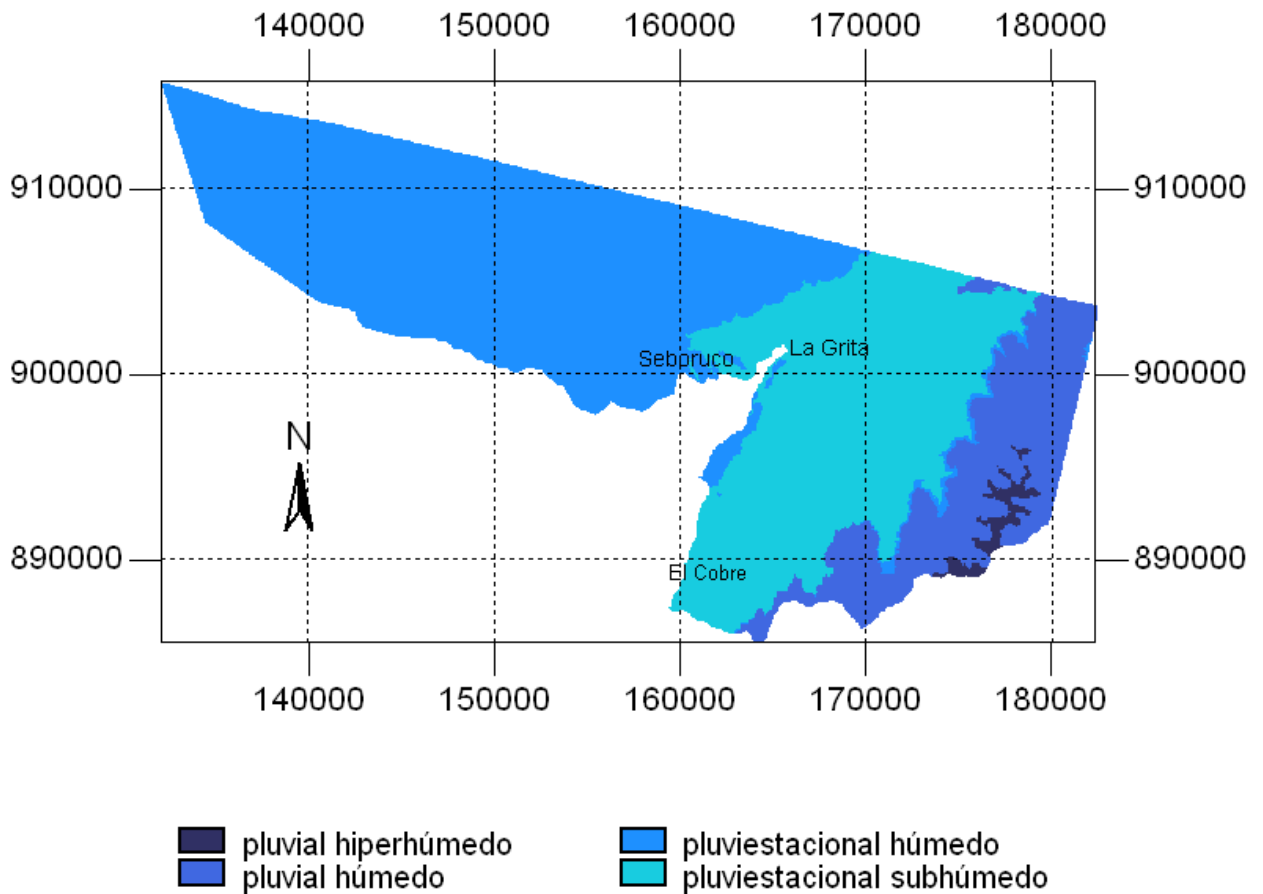 140000 150000 160000 170000 180000
910000 910000
La Grita
Seboruco
900000 900000
N
890000 890000
El Cobre
140000 150000 160000 170000 180000
pluvial hiperhúmedo pluviestacional húmedo
pluvial húmedo pluviestacional subhúmedo